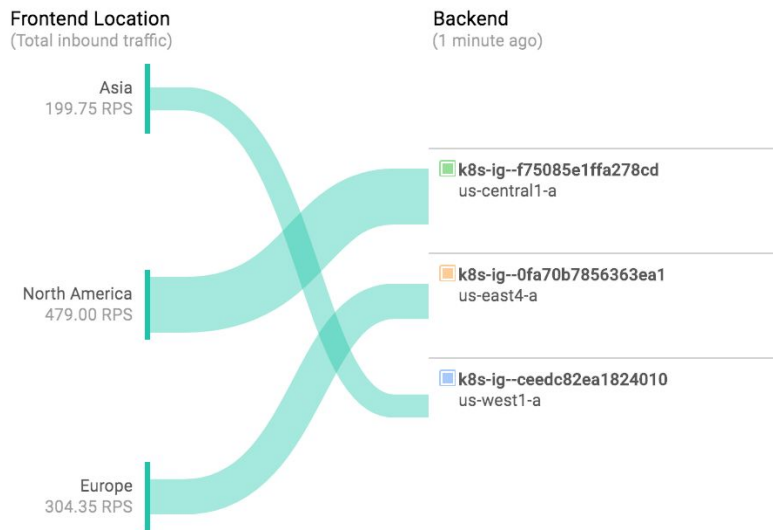 Frontend Location
(Total inbound traffic)
Backend
(1 minute ago)
Asia
199.75 RPS
k8s-ig--f75085e1ffa278cd
us-central1-a
North America
479.00 RPS
k8s-ig--0fa70b7856363ea1
us-east4-a
k8s-ig--ceedc82ea1824010
us-west1-a
Europe
304.35 RPS